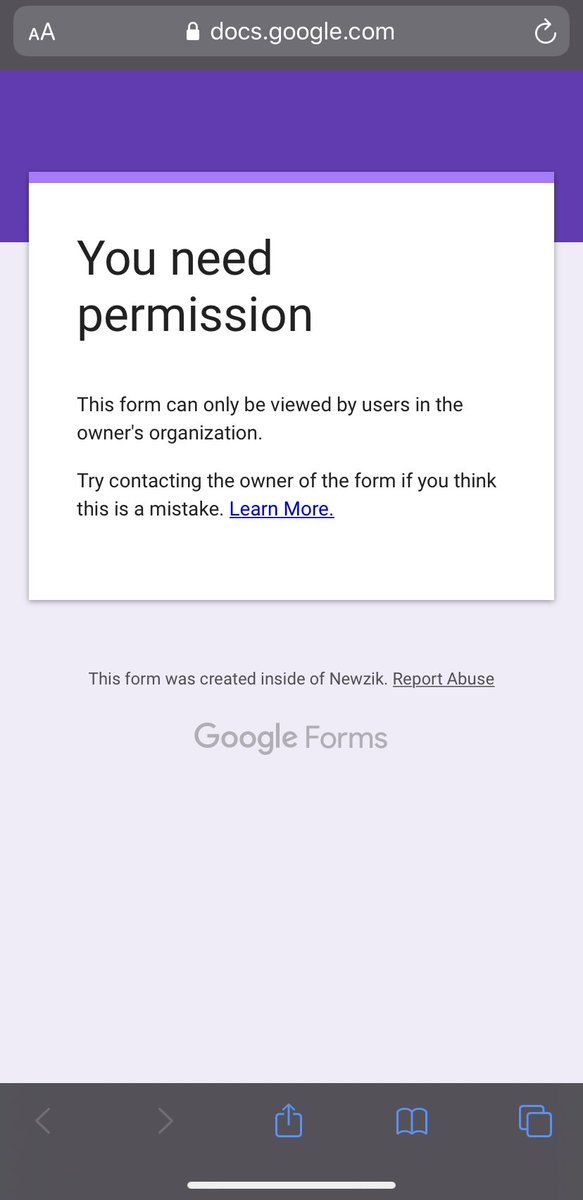 AA docs.google.com
You need
permission
This form can only be viewed by users in the
owner's organization.
Try contacting the owner of the form if you think
this is a mistake. Learn More.
This form was created inside of Newzik. Report Abuse
Google Forms